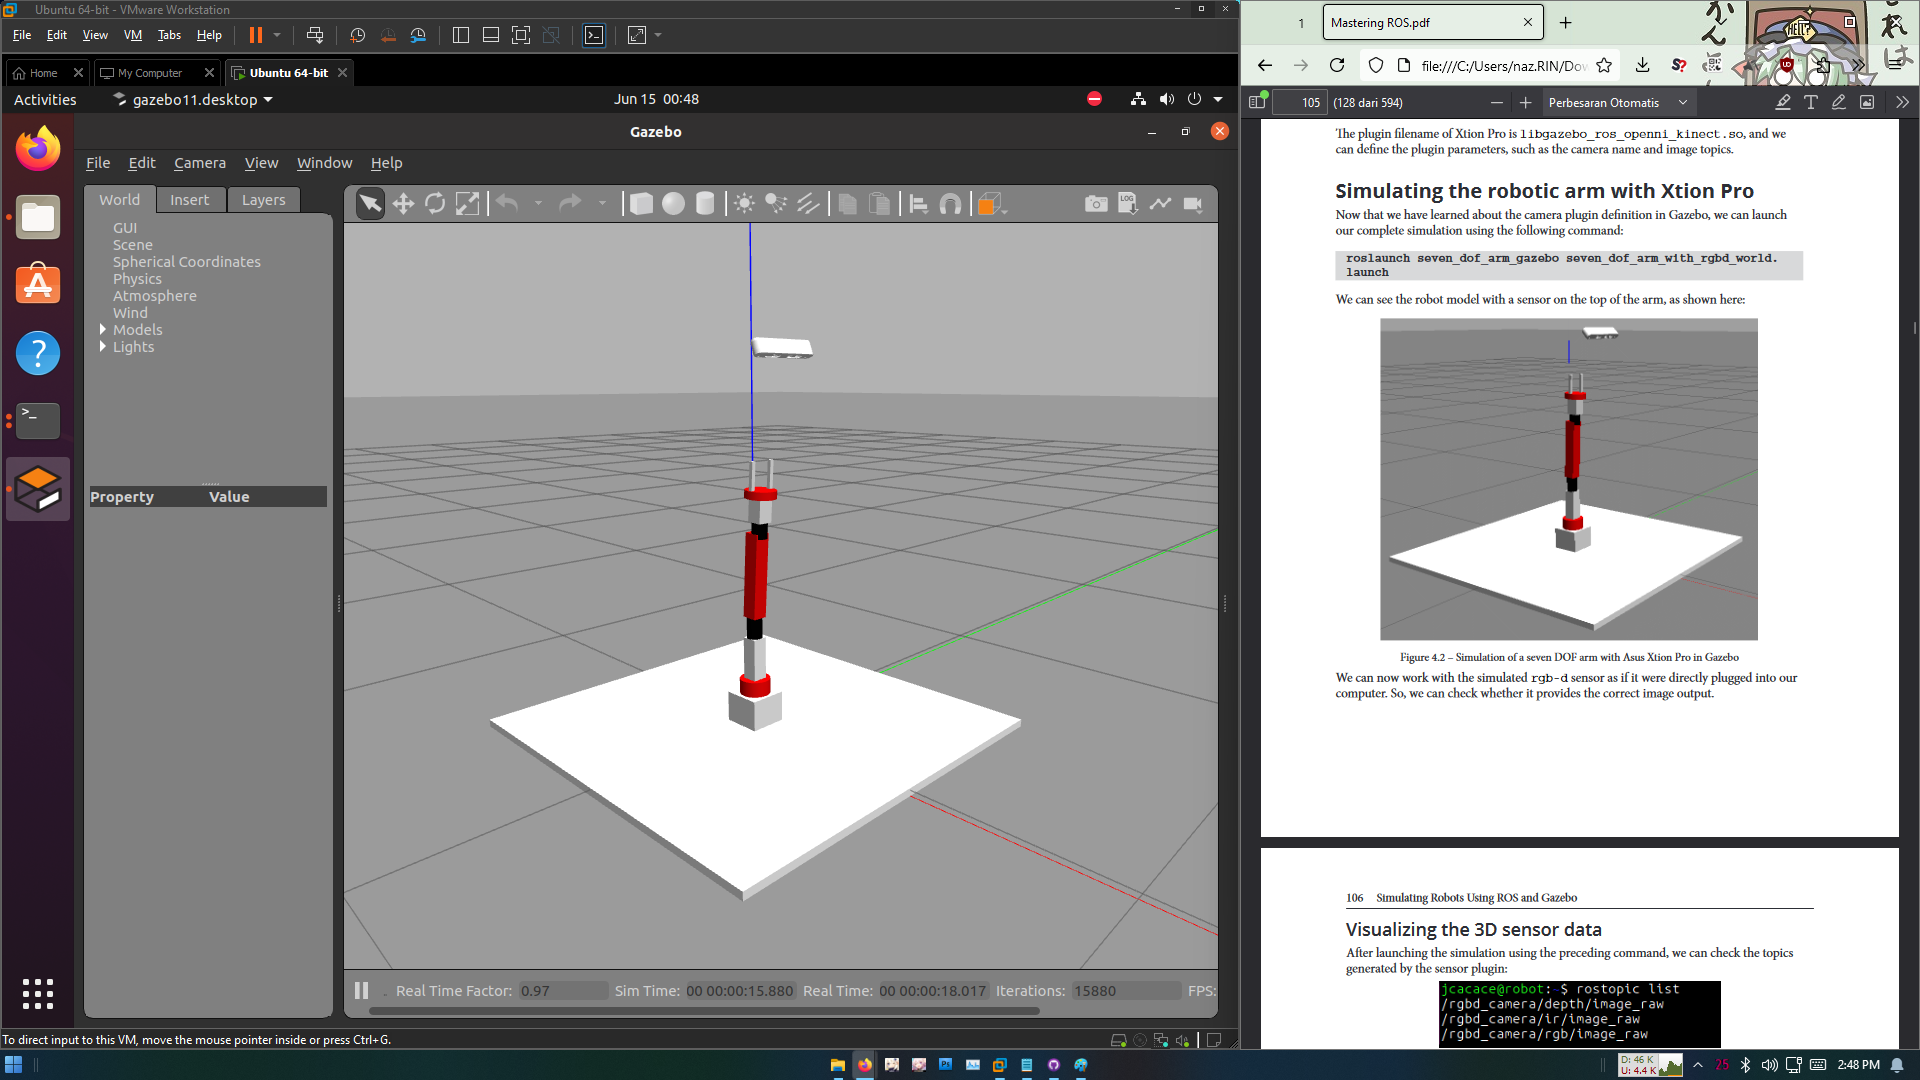 Ubuntu 64-bit - VMware Workstation
File Edit View VM Tabs Help
Home
My Computer
Ubuntu 64-bit
Activities
gazebo11.desktop
Jun 15 00:48
Gazebo
File Edit Camera View Window Help
World Insert Layers
LOG
GUI
Scene
Spherical Coordinates
Physics
Atmosphere
Wind
Models
Lights
Property Value
Real Time Factor: 0.97 Sim Time: 00 00:00:15.880 Real Time: 00 00:00:18.017 Iterations: 15880 FPS:
To direct input to this VM, move the mouse pointer inside or press Ctrl+G.
1
Mastering ROS.pdf
file:///C:/Users/naz.RIN/Dow
105 (128 dari 594)
Perbesaran Otomatis
The plugin filename of Xtion Pro is libgazebo_ros_openni_kinect.so, and we
can define the plugin parameters, such as the camera name and image topics.
Simulating the robotic arm with Xtion Pro
Now that we have learned about the camera plugin definition in Gazebo, we can launch
our complete simulation using the following command:
roslaunch seven_dof_arm_gazebo seven_dof_arm_with_rgbd_world.
launch
We can see the robot model with a sensor on the top of the arm, as shown here:
Figure 4.2 – Simulation of a seven DOF arm with Asus Xtion Pro in Gazebo
We can now work with the simulated rgb-d sensor as if it were directly plugged into our
computer. So, we can check whether it provides the correct image output.
106 Simulating Robots Using ROS and Gazebo
Visualizing the 3D sensor data
After launching the simulation using the preceding command, we can check the topics
generated by the sensor plugin:
jcacace@robot:~$ rostopic list
/rgbd_camera/depth/image_raw
/rgbd_camera/ir/image_raw
/rgbd_camera/rgb/image_raw
D: 46 K
U: 4.4 K
25
2:48 PM